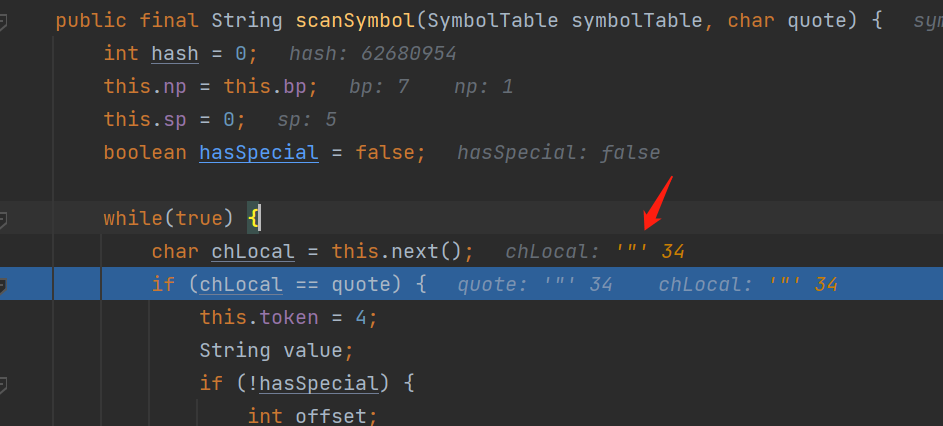 public final String scanSymbol(SymbolTable symbolTable, char quote) {
int hash = 0; hash: 62680954
this.np = this.bp; bp: 7 np: 1
this.sp = 0; sp: 5
boolean hasSpecial = false; hasSpecial: false
while(true) {
char chLocal = this.next(); chLocal: '"' 34
if (chLocal == quote) { quote: '"' 34 chLocal: '"' 34
this.token = 4;
String value;
if (!hasSpecial) {
int offset;